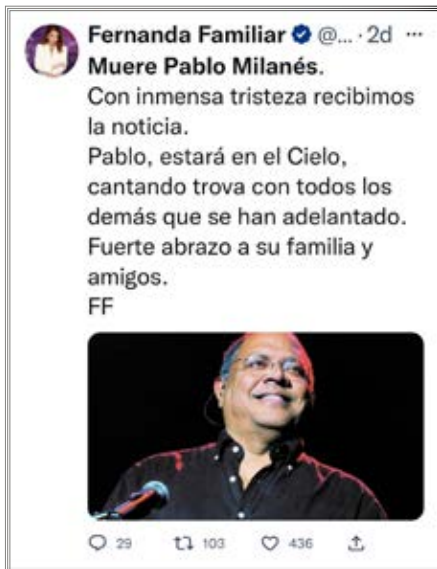 Fernanda Familiar @... · 2d ···
Muere Pablo Milanés.
Con inmensa tristeza recibimos
la noticia.
Pablo, estará en el Cielo,
cantando trova con todos los
demás que se han adelantado.
Fuerte abrazo a su familia y
amigos.
FF
29 103 436